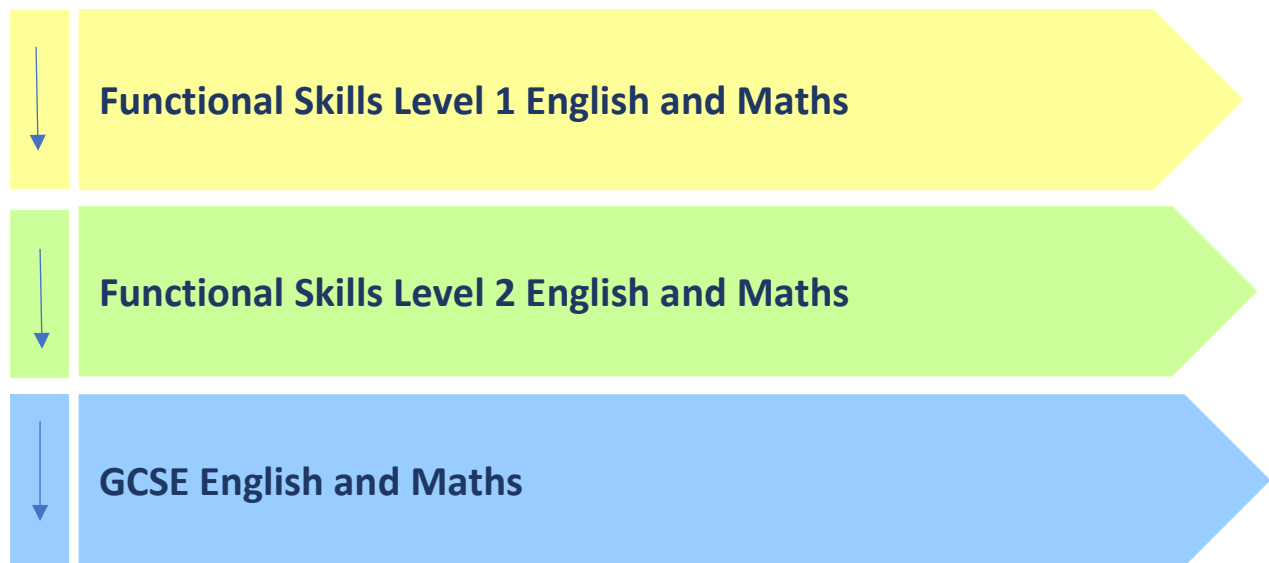 Functional Skills Level 1 English and Maths
Functional Skills Level 2 English and Maths
GCSE English and Maths